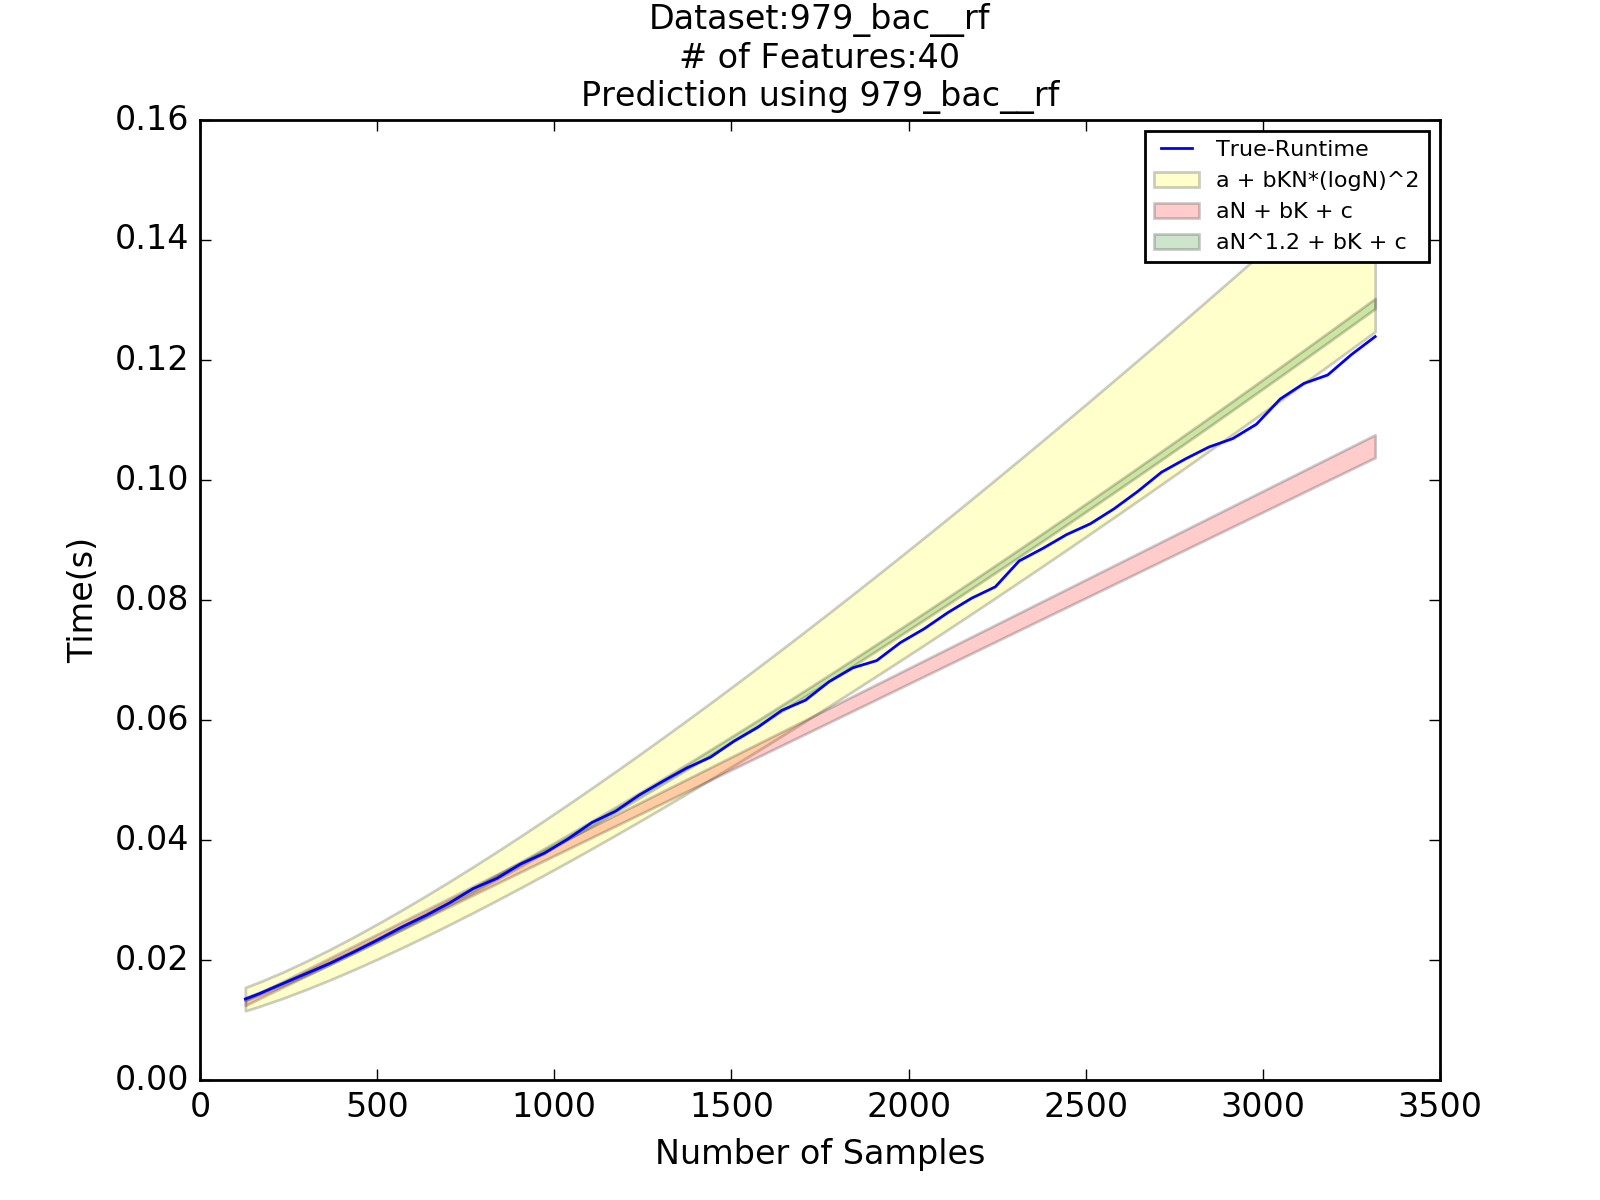 Dataset:979_bac__rf
# of Features:40
Prediction using 979_bac__rf
0.16
0.14
0.12
0.10
0.08
0.06
0.04
0.02
0.00
Time(s)
True-Runtime
a + bKN*(logN)^2
aN + bK + c
aN^1.2 + bK + c
0 500 1000 1500 2000 2500 3000 3500
Number of Samples